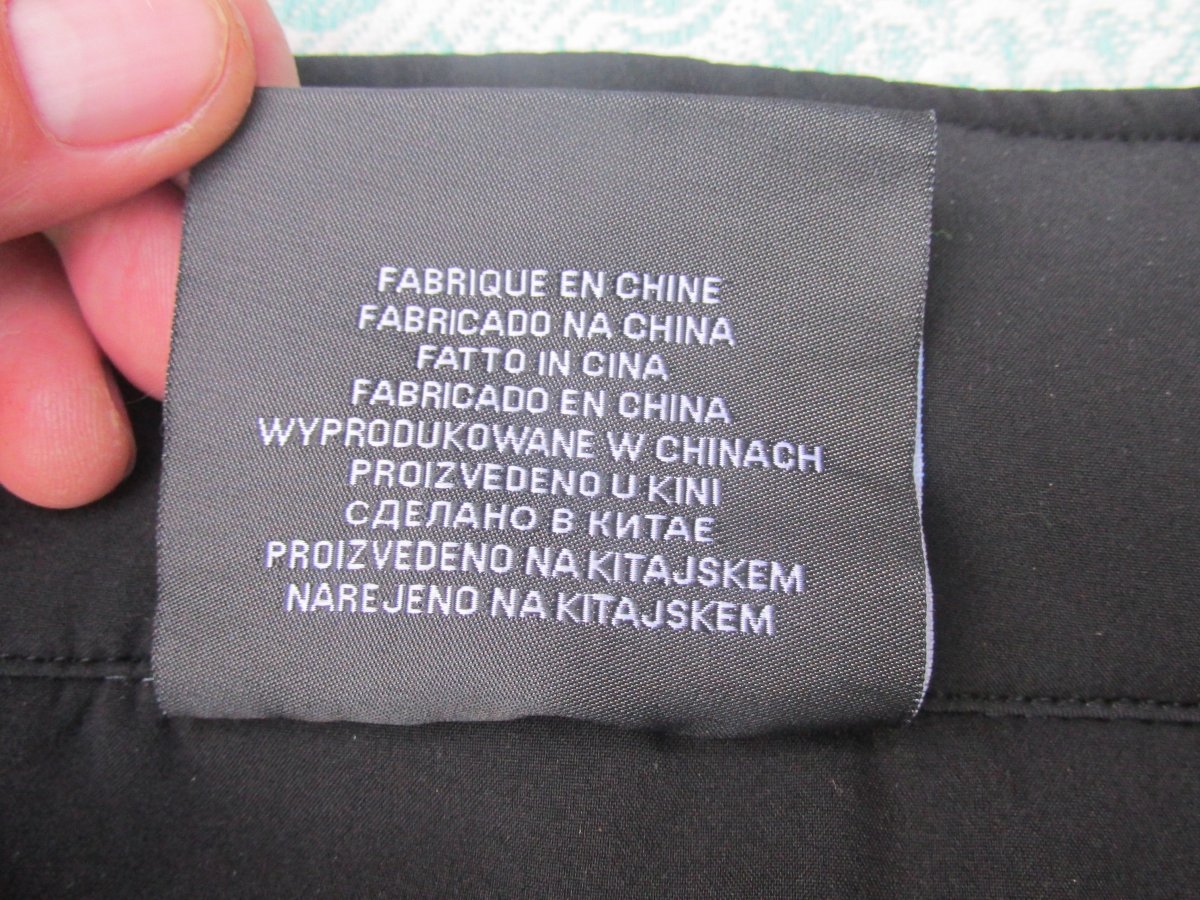 FABRIQUE EN CHINE
FABRICADO NA CHINA
FATTO IN CINA
FABRICADO EN CHINA
WYPRODUKOWANE W CHINACH
PROIZVEDENO U KINI
СДЕЛАНО В КИТАЕ
PROIZVEDENO NA KITAJSKEM
NAREJENO NA KITAJSKEM